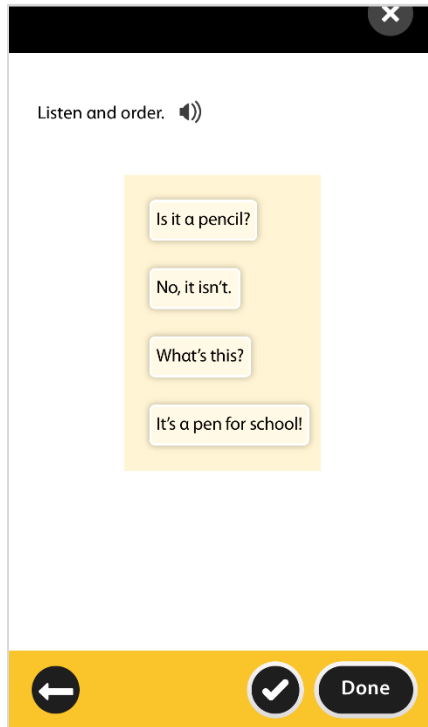 Listen and order.
Is it a pencil?
No, it isn't.
What's this?
It's a pen for school!
Done